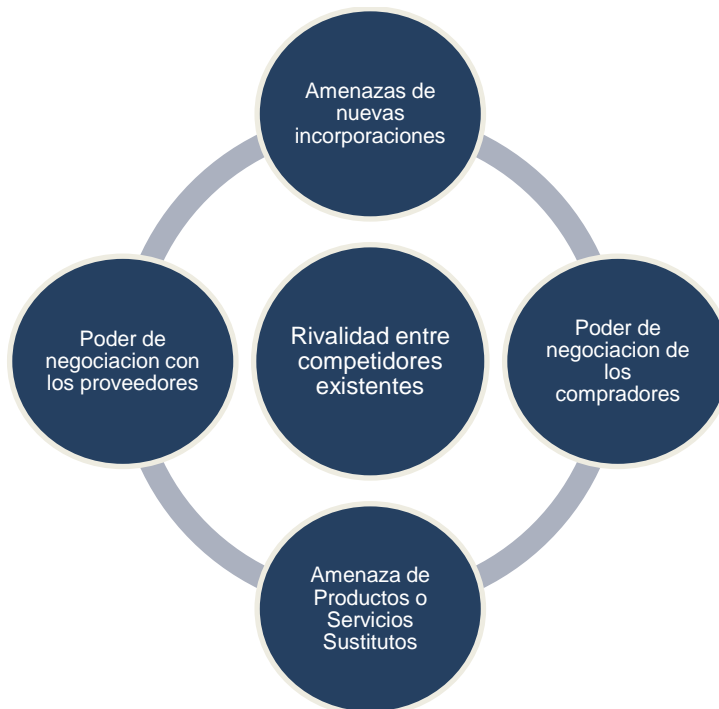 Amenazas de
nuevas
incorporaciones
Poder de
negociacion con
los proveedores
Rivalidad entre
competidores
existentes
Poder de
negociacion de
los
compradores
Amenaza de
Productos o
Servicios
Sustitutos